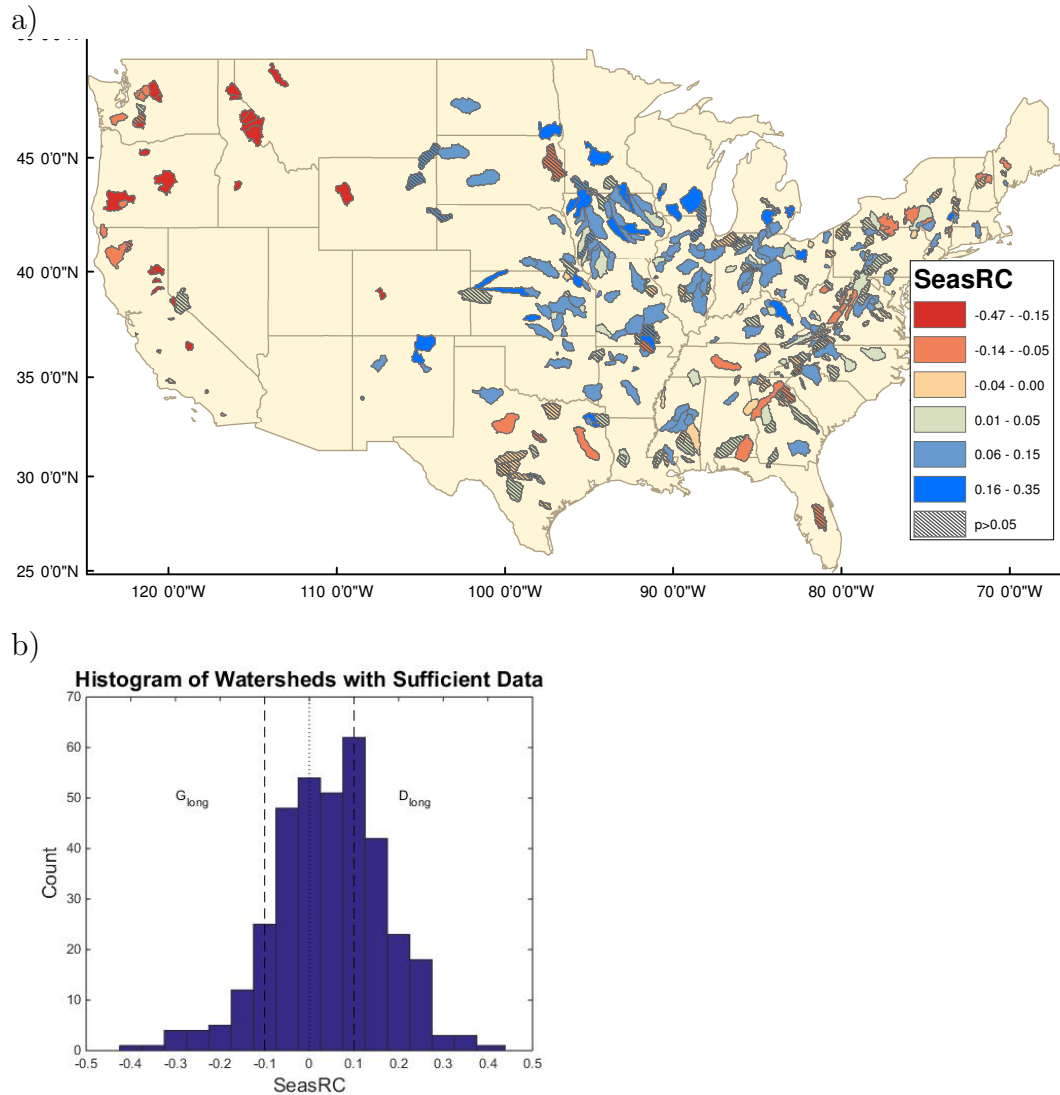 a)
45 0'0"N
40 0'0"N
35 0'0"N
30 0'0"N
25 0'0"N
120 0'0"W
110 0'0"W
100 0'0"W
90 0'0"W
80 0'0"W
70 0'0"W
SeasRC
-0.47 - -0.15
-0.14 - -0.05
-0.04 - 0.00
0.01 - 0.05
0.06 - 0.15
0.16 - 0.35
p>0.05
b)
Histogram of Watersheds with Sufficient Data
70
60
50
40
30
20
10
0
Count
G_long
D_long
-0.5 -0.4 -0.3 -0.2 -0.1 0 0.1 0.2 0.3 0.4 0.5
SeasRC